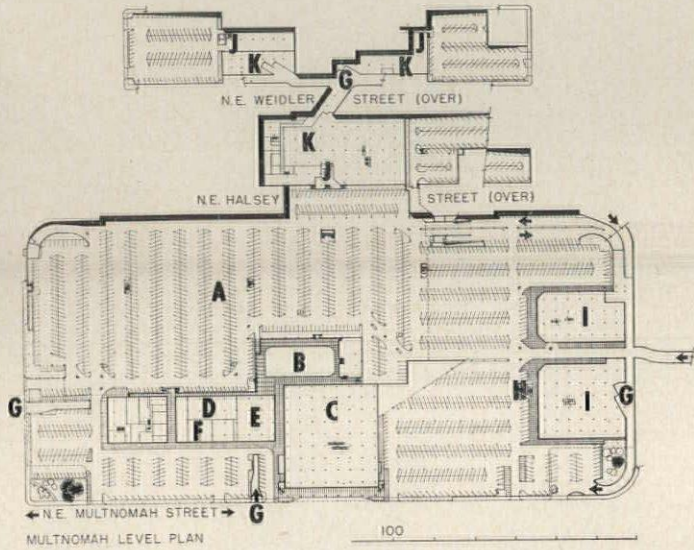 J
K
J
K
G
N.E. WEIDLER STREET (OVER)
K
N.E. HALSEY STREET (OVER)
A
B
I
G
D
F
E
C
I
G
G
← N.E. MULTNOMAH STREET →
MULTNOMAH LEVEL PLAN
100